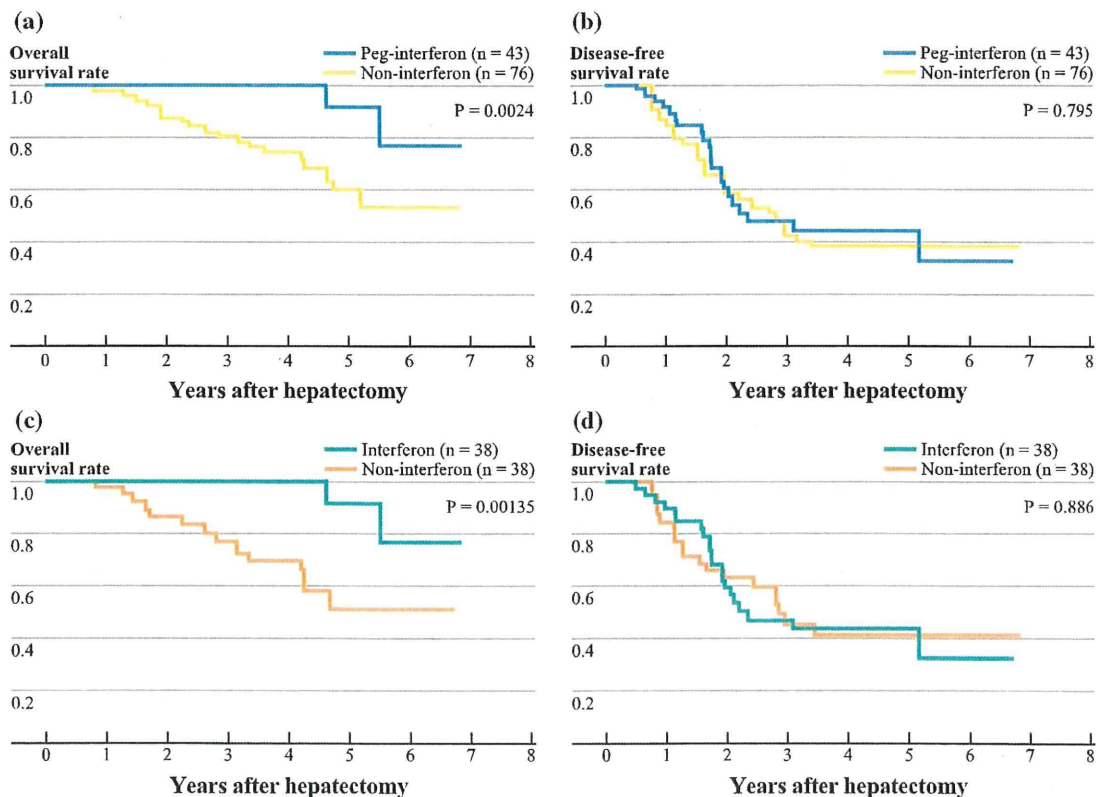 (a)
Overall
survival rate
Peg-interferon (n = 43)
Non-interferon (n = 76)
P = 0.0024
1.0
0.8
0.6
0.4
0.2
0 1 2 3 4 5 6 7 8
Years after hepatectomy
(b)
Disease-free
survival rate
Peg-interferon (n = 43)
Non-interferon (n = 76)
P = 0.795
1.0
0.8
0.6
0.4
0.2
0 1 2 3 4 5 6 7 8
Years after hepatectomy
(c)
Overall
survival rate
Interferon (n = 38)
Non-interferon (n = 38)
P = 0.00135
1.0
0.8
0.6
0.4
0.2
0 1 2 3 4 5 6 7 8
Years after hepatectomy
(d)
Disease-free
survival rate
Interferon (n = 38)
Non-interferon (n = 38)
P = 0.886
1.0
0.8
0.6
0.4
0.2
0 1 2 3 4 5 6 7 8
Years after hepatectomy